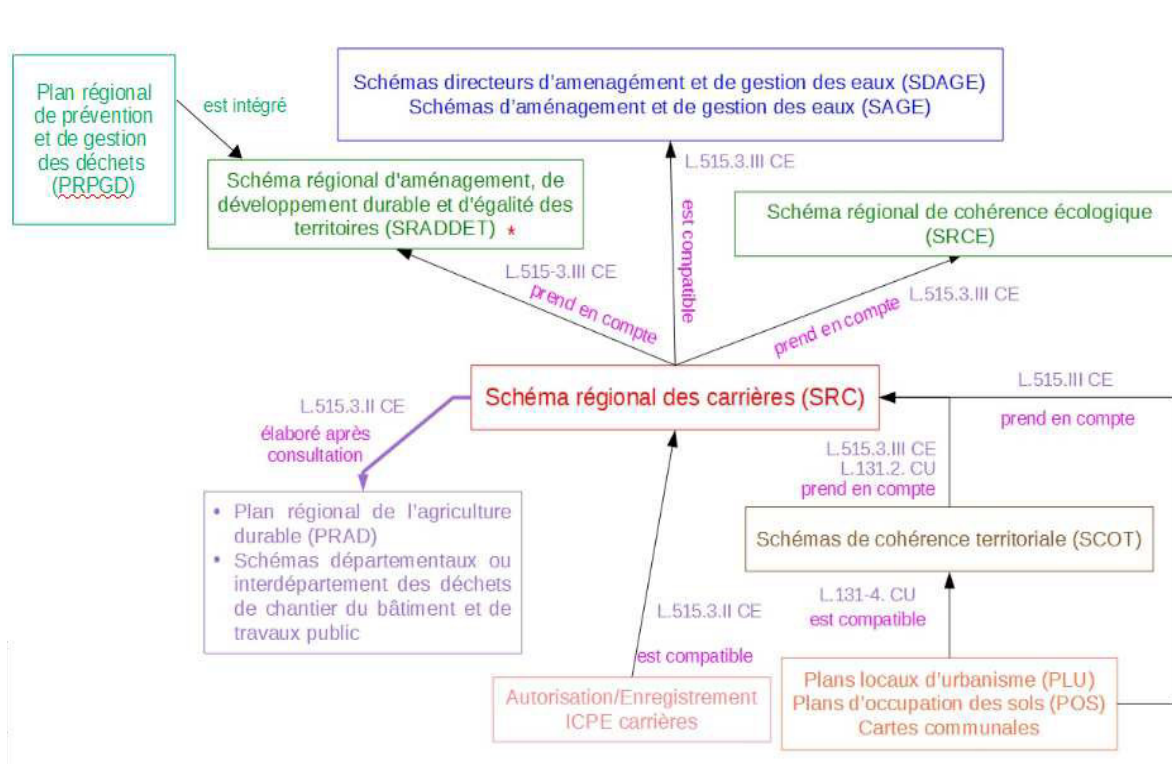 Plan régional
de prévention
et de gestion
des déchets
(PRPGD)
est intégré
Schémas directeurs d'amenagément et de gestion des eaux (SDAGE)
Schémas d'aménagement et de gestion des eaux (SAGE)
L.515.3.III CE
est compatible
Schéma régional d'aménagement, de
développement durable et d'égalité des
territoires (SRADDET) *
Schéma régional de cohérence écologique
(SRCE)
L.515-3.III CE
prend en compte
L.515.3.III CE
prend en compte
Schéma régional des carrières (SRC)
L.515.III CE
prend en compte
L.515.3.II CE
élaboré après
consultation
L.515.3.III CE
L.131.2. CU
prend en compte
• Plan régional de l'agriculture
durable (PRAD)
• Schémas départementaux ou
interdépartement des déchets
de chantier du bâtiment et de
travaux public
Schémas de cohérence territoriale (SCOT)
L.131-4. CU
est compatible
L.515.3.II CE
est compatible
Autorisation/Enregistrement
ICPE carrières
Plans locaux d'urbanisme (PLU)
Plans d'occupation des sols (POS)
Cartes communales